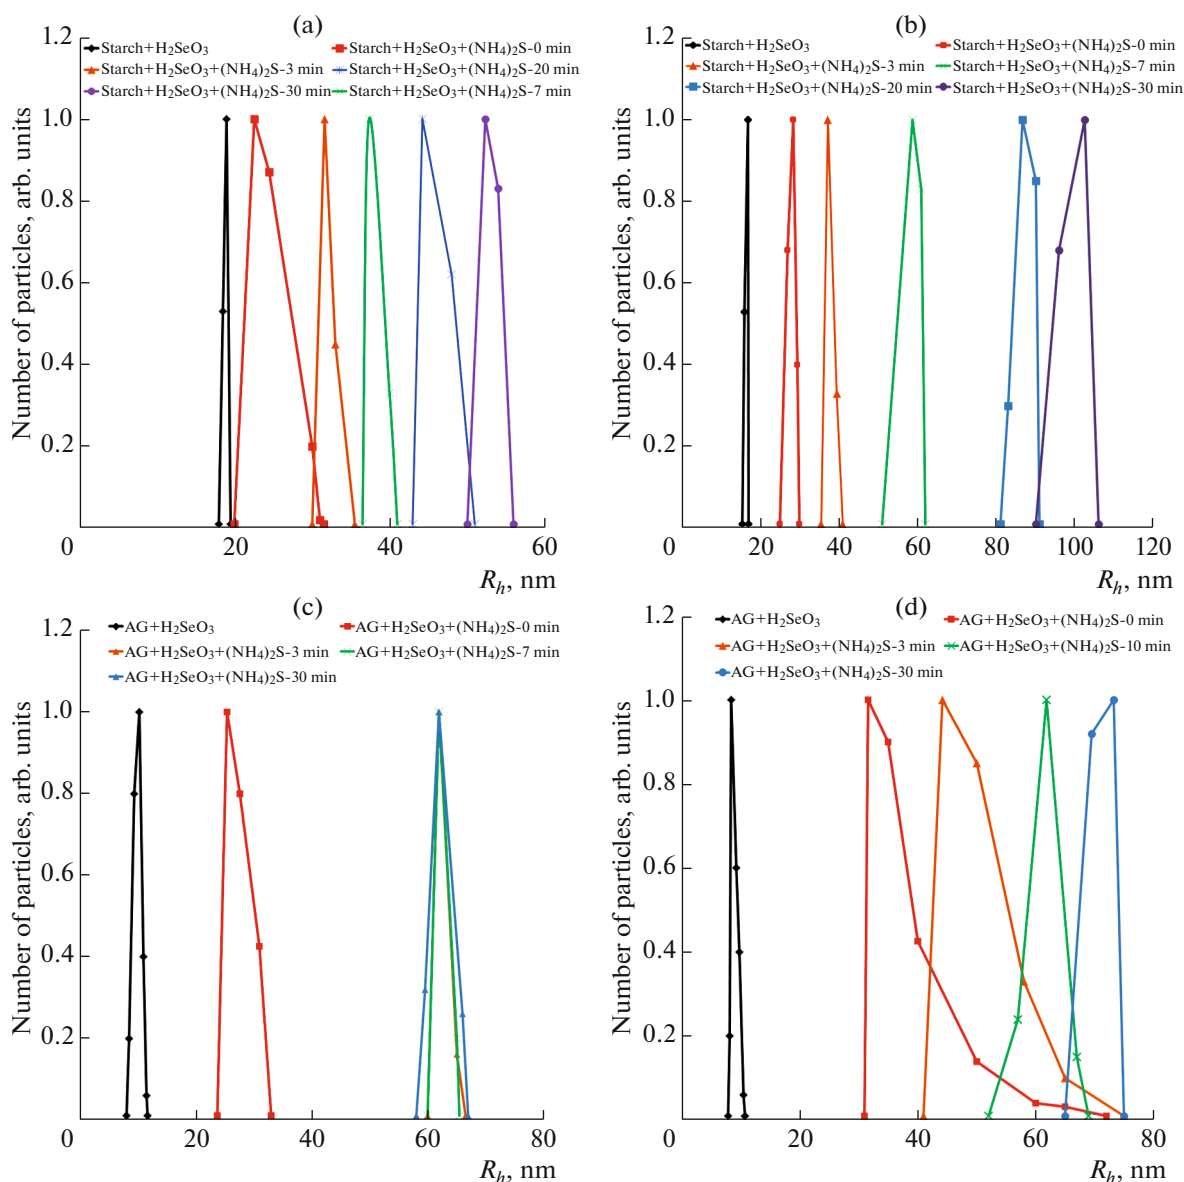 (a)
1.2
Starch+H₂SeO₃
Starch+H₂SeO₃+(NH₄)₂S-0 min
Starch+H₂SeO₃+(NH₄)₂S-3 min
Starch+H₂SeO₃+(NH₄)₂S-20 min
Starch+H₂SeO₃+(NH₄)₂S-30 min
Starch+H₂SeO₃+(NH₄)₂S-7 min
1.0
0.8
0.6
0.4
0.2
Number of particles, arb. units
0
20
40
60
R_h, nm
(b)
1.2
Starch+H₂SeO₃
Starch+H₂SeO₃+(NH₄)₂S-0 min
Starch+H₂SeO₃+(NH₄)₂S-3 min
Starch+H₂SeO₃+(NH₄)₂S-7 min
Starch+H₂SeO₃+(NH₄)₂S-20 min
Starch+H₂SeO₃+(NH₄)₂S-30 min
1.0
0.8
0.6
0.4
0.2
Number of particles, arb. units
0
20
40
60
80
100
120
R_h, nm
(c)
1.2
AG+H₂SeO₃
AG+H₂SeO₃+(NH₄)₂S-0 min
AG+H₂SeO₃+(NH₄)₂S-3 min
AG+H₂SeO₃+(NH₄)₂S-7 min
AG+H₂SeO₃+(NH₄)₂S-30 min
1.0
0.8
0.6
0.4
0.2
Number of particles, arb. units
0
20
40
60
80
R_h, nm
(d)
1.2
AG+H₂SeO₃
AG+H₂SeO₃+(NH₄)₂S-0 min
AG+H₂SeO₃+(NH₄)₂S-3 min
AG+H₂SeO₃+(NH₄)₂S-10 min
AG+H₂SeO₃+(NH₄)₂S-30 min
1.0
0.8
0.6
0.4
0.2
Number of particles, arb. units
0
20
40
60
80
R_h, nm